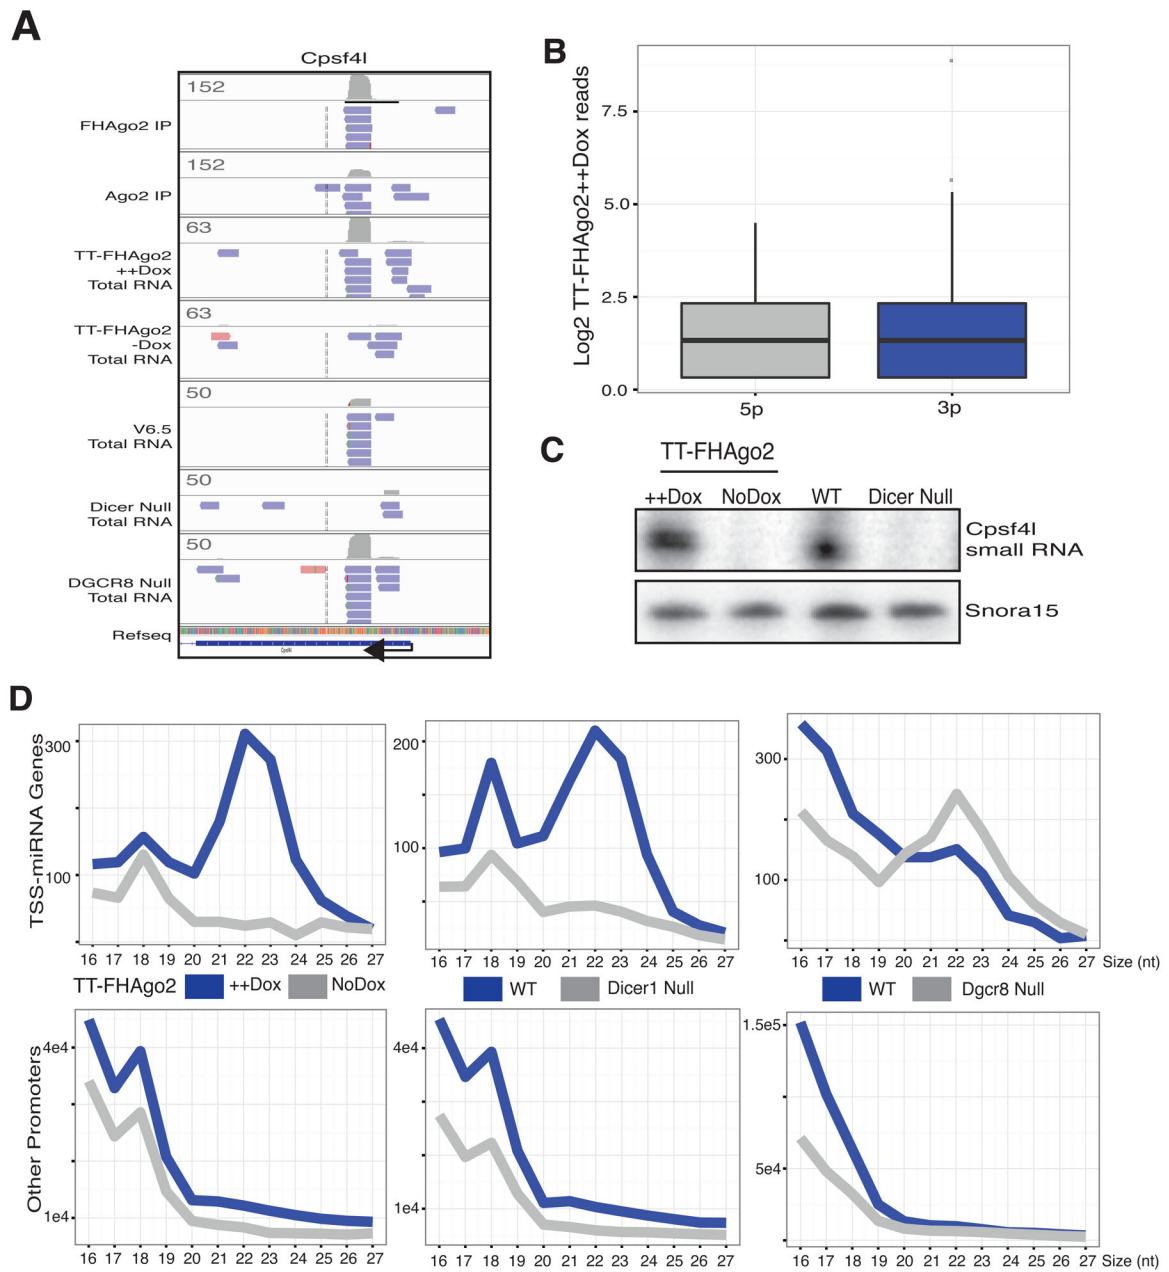 A
Cpsf4l
152
FHAgo2 IP
152
Ago2 IP
63
TT-FHAgo2
++Dox
Total RNA
63
TT-FHAgo2
-Dox
Total RNA
50
V6.5
Total RNA
50
Dicer Null
Total RNA
50
DGCR8 Null
Total RNA
Refseq
Cpsf4l
B
Log2 TT-FHAgo2++Dox reads
7.5
5.0
2.5
0.0
5p
3p
C
TT-FHAgo2
++Dox NoDox WT Dicer Null
Cpsf4l
small RNA
Snora15
D
TSS-miRNA Genes
300
100
16 17 18 19 20 21 22 23 24 25 26 27
200
100
16 17 18 19 20 21 22 23 24 25 26 27
300
100
16 17 18 19 20 21 22 23 24 25 26 27 Size (nt)
TT-FHAgo2 ++Dox NoDox
WT Dicer1 Null
WT Dgcr8 Null
Other Promoters
4e4
1e4
16 17 18 19 20 21 22 23 24 25 26 27
4e4
1e4
16 17 18 19 20 21 22 23 24 25 26 27
1.5e5
5e4
16 17 18 19 20 21 22 23 24 25 26 27 Size (nt)